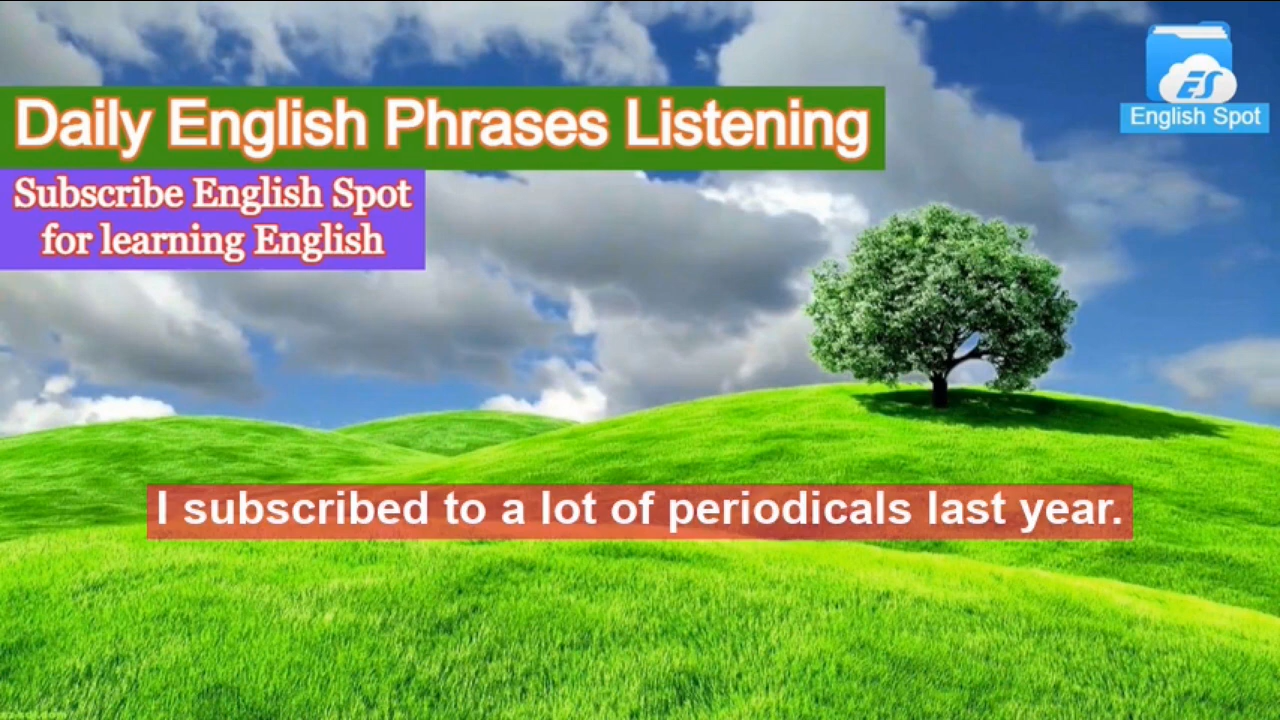 Daily English Phrases Listening
Subscribe English Spot
for learning English
ES
English Spot
I subscribed to a lot of periodicals last year.